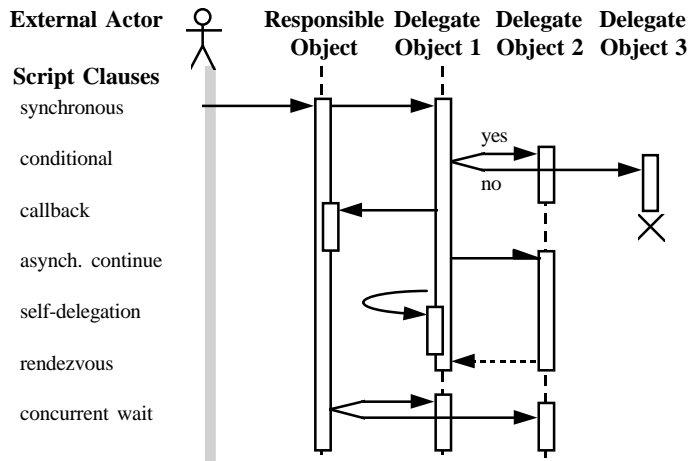 External Actor
Responsible Object
Delegate Object 1
Delegate Object 2
Delegate Object 3
Script Clauses
synchronous
yes
conditional
no
callback
asynch. continue
self-delegation
rendezvous
concurrent wait